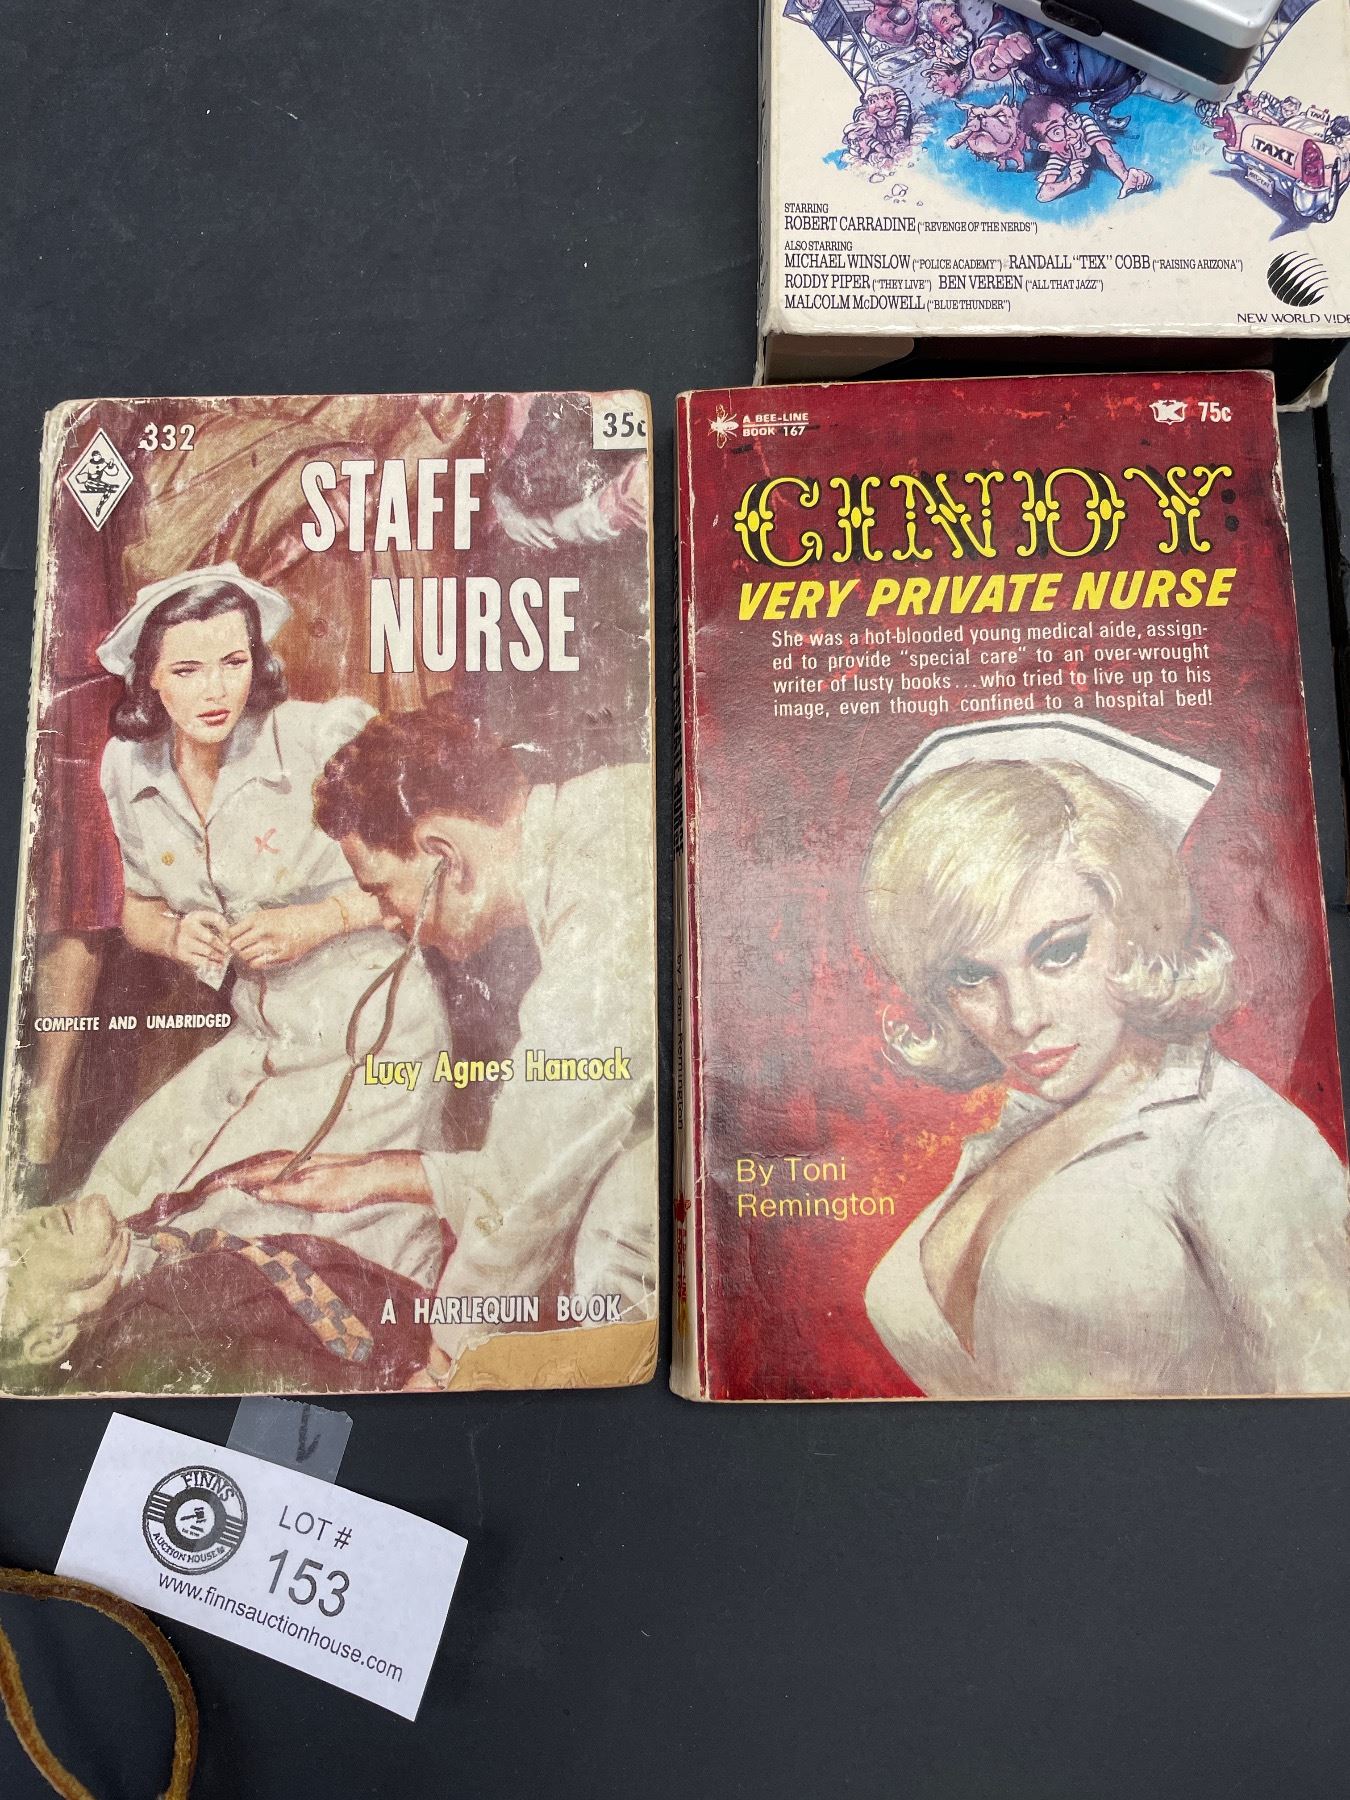 TAXI
TAXI
STARRING
ROBERT CARRADINE ("REVENGE OF THE NERDS")
ALSO STARRING
MICHAEL WINSLOW ("POLICE ACADEMY") RANDALL "TEX" COBB ("RAISING ARIZONA")
RODDY PIPER ("THEY LIVE") BEN VEREEN ("ALL THAT JAZZ")
MALCOLM McDOWELL ("BLUE THUNDER")
NEW WORLD VIDE
332
35c
STAFF
NURSE
COMPLETE AND UNABRIDGED
Lucy Agnes Hancock
A HARLEQUIN BOOK
A BEE-LINE
BOOK 167
K 75c
CINDY:
VERY PRIVATE NURSE
She was a hot-blooded young medical aide, assign-
ed to provide "special care" to an over-wrought
writer of lusty books...who tried to live up to his
image, even though confined to a hospital bed!
By Toni
Remington
by Toni Remington
FINNS
AUCTION HOUSE
LOT #
153
www.finnsauctionhouse.com